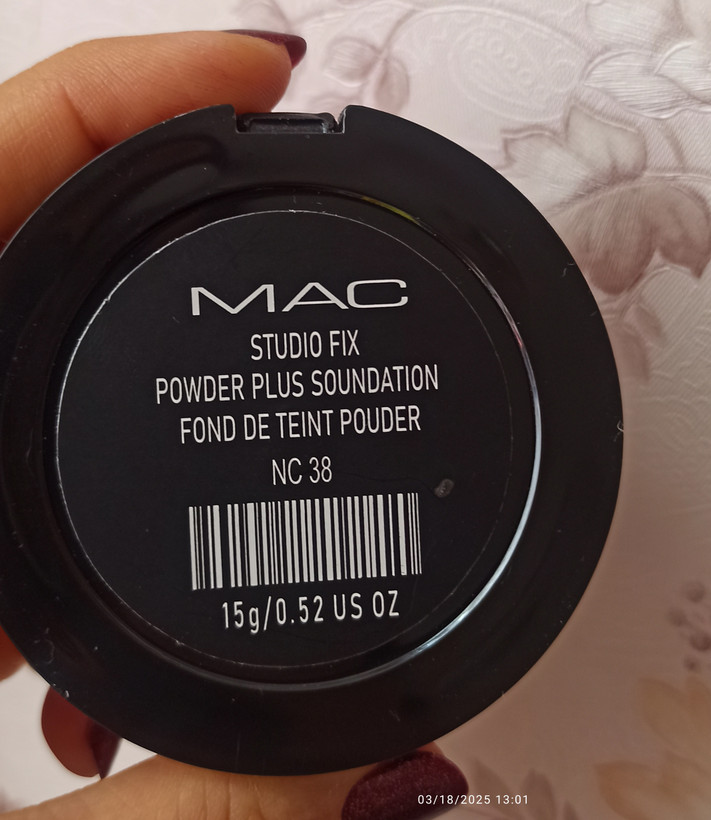 MAC
STUDIO FIX
POWDER PLUS SOUNDATION
FOND DE TEINT POUDER
NC 38
15g/0.52 US OZ
03/18/2025 13:01